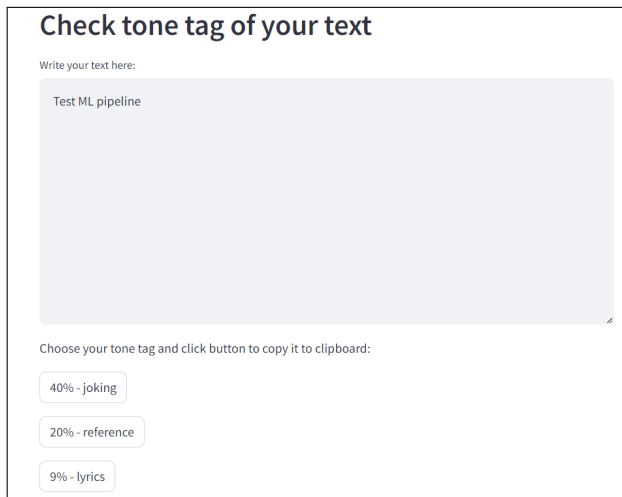 Check tone tag of your text
Write your text here:
Test ML pipeline
Choose your tone tag and click button to copy it to clipboard:
40% - joking
20% - reference
9% - lyrics